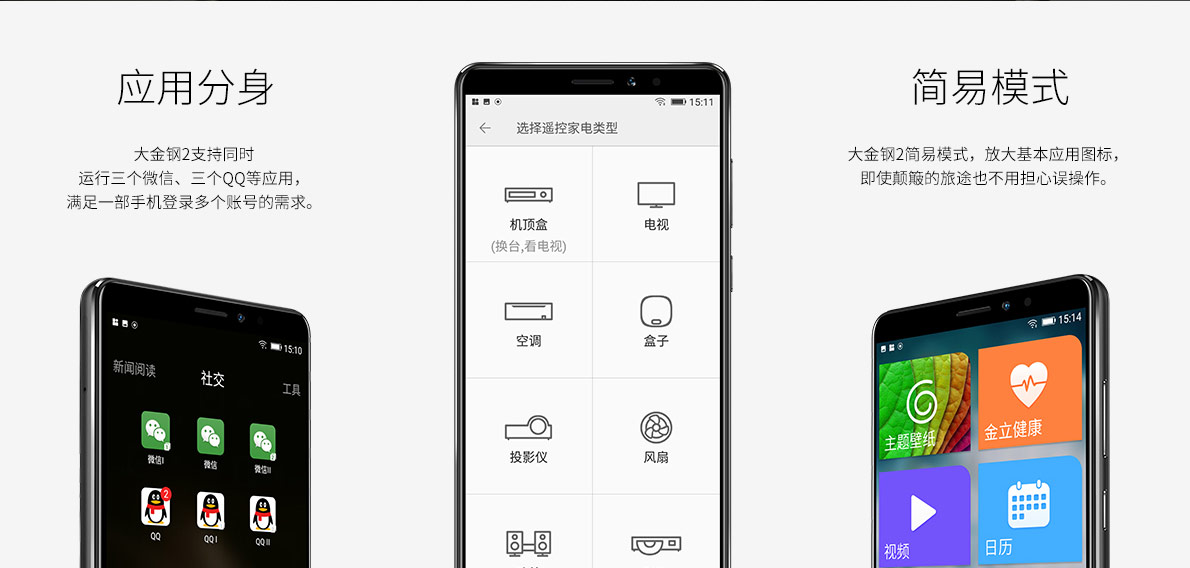 应用分身
大金钢2支持同时
运行三个微信、三个QQ等应用，
满足一部手机登录多个账号的需求。
15:10
新闻阅读
社交
工具
微信I
微信
微信II
2
QQ
QQ I
QQ II
15:11
选择遥控家电类型
机顶盒
(换台,看电视)
电视
空调
盒子
投影仪
风扇
简易模式
大金钢2简易模式，放大基本应用图标，
即使颠簸的旅途也不用担心误操作。
15:14
主题壁纸
金立健康
视频
日历